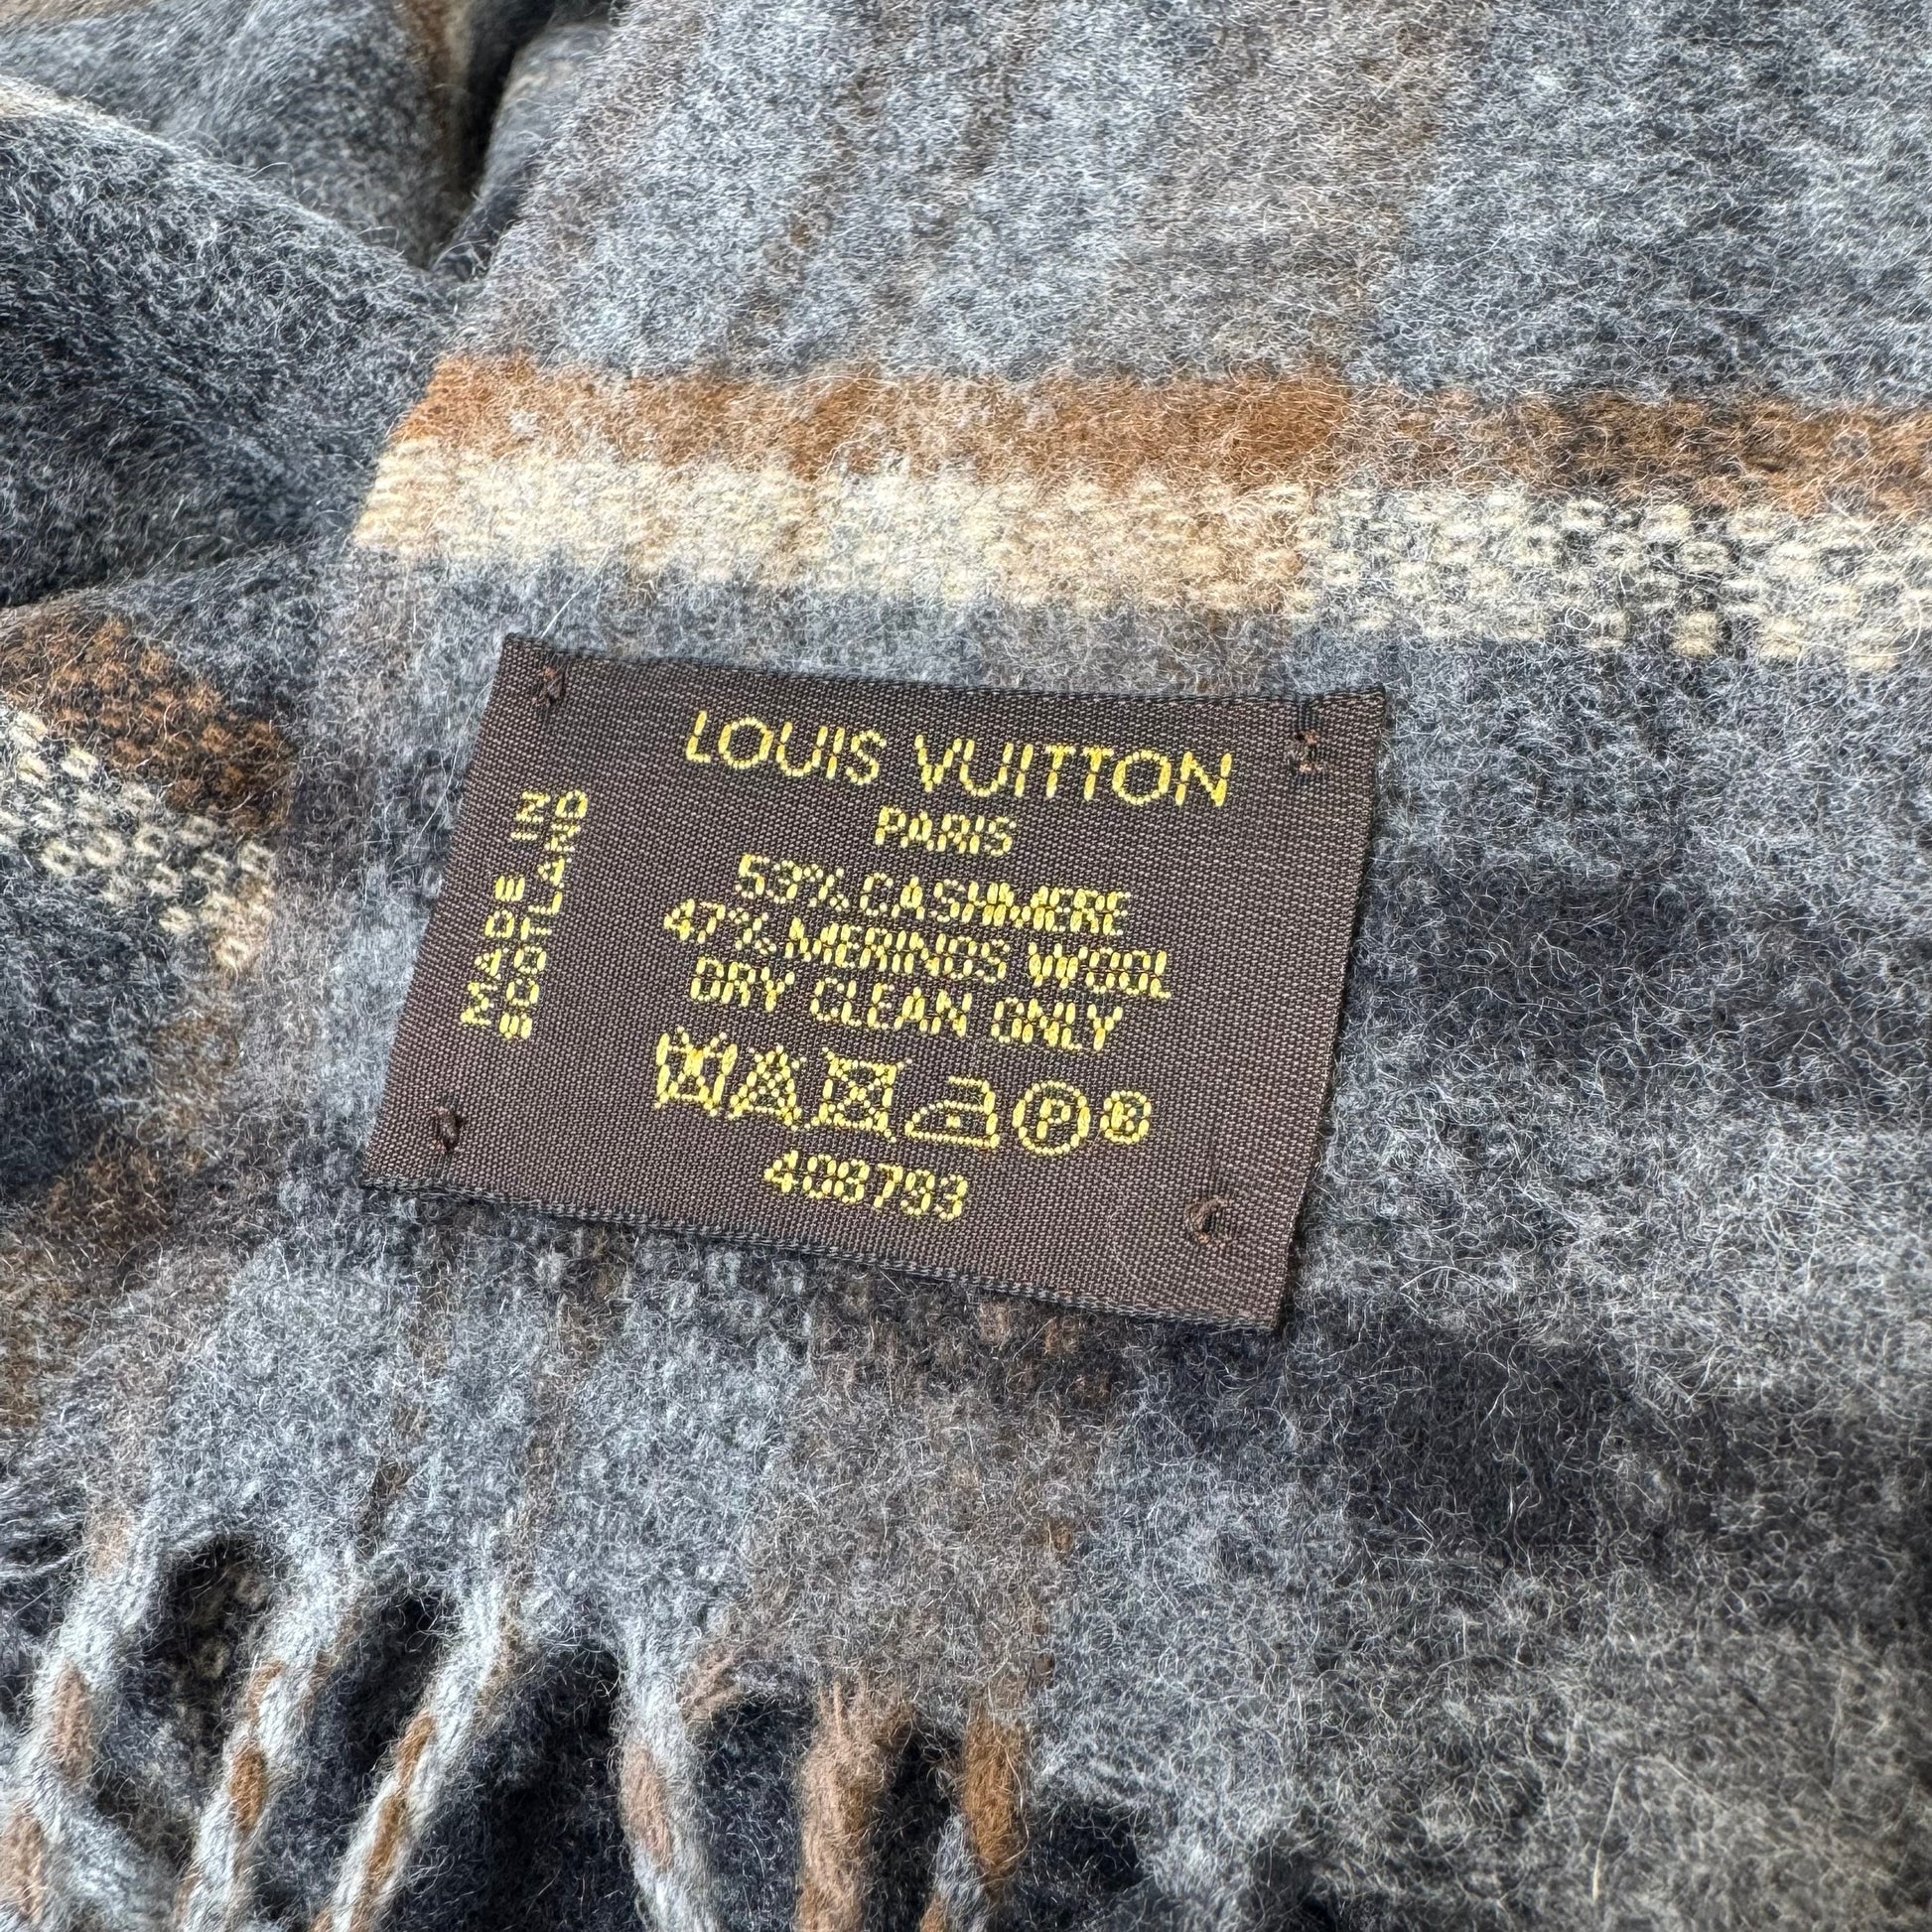 LOUIS VUITTON
PARIS
53% CASHMERE
47% MERINOS WOOL
DRY CLEAN ONLY
P ®
408793
MADE IN
SCOTLAND